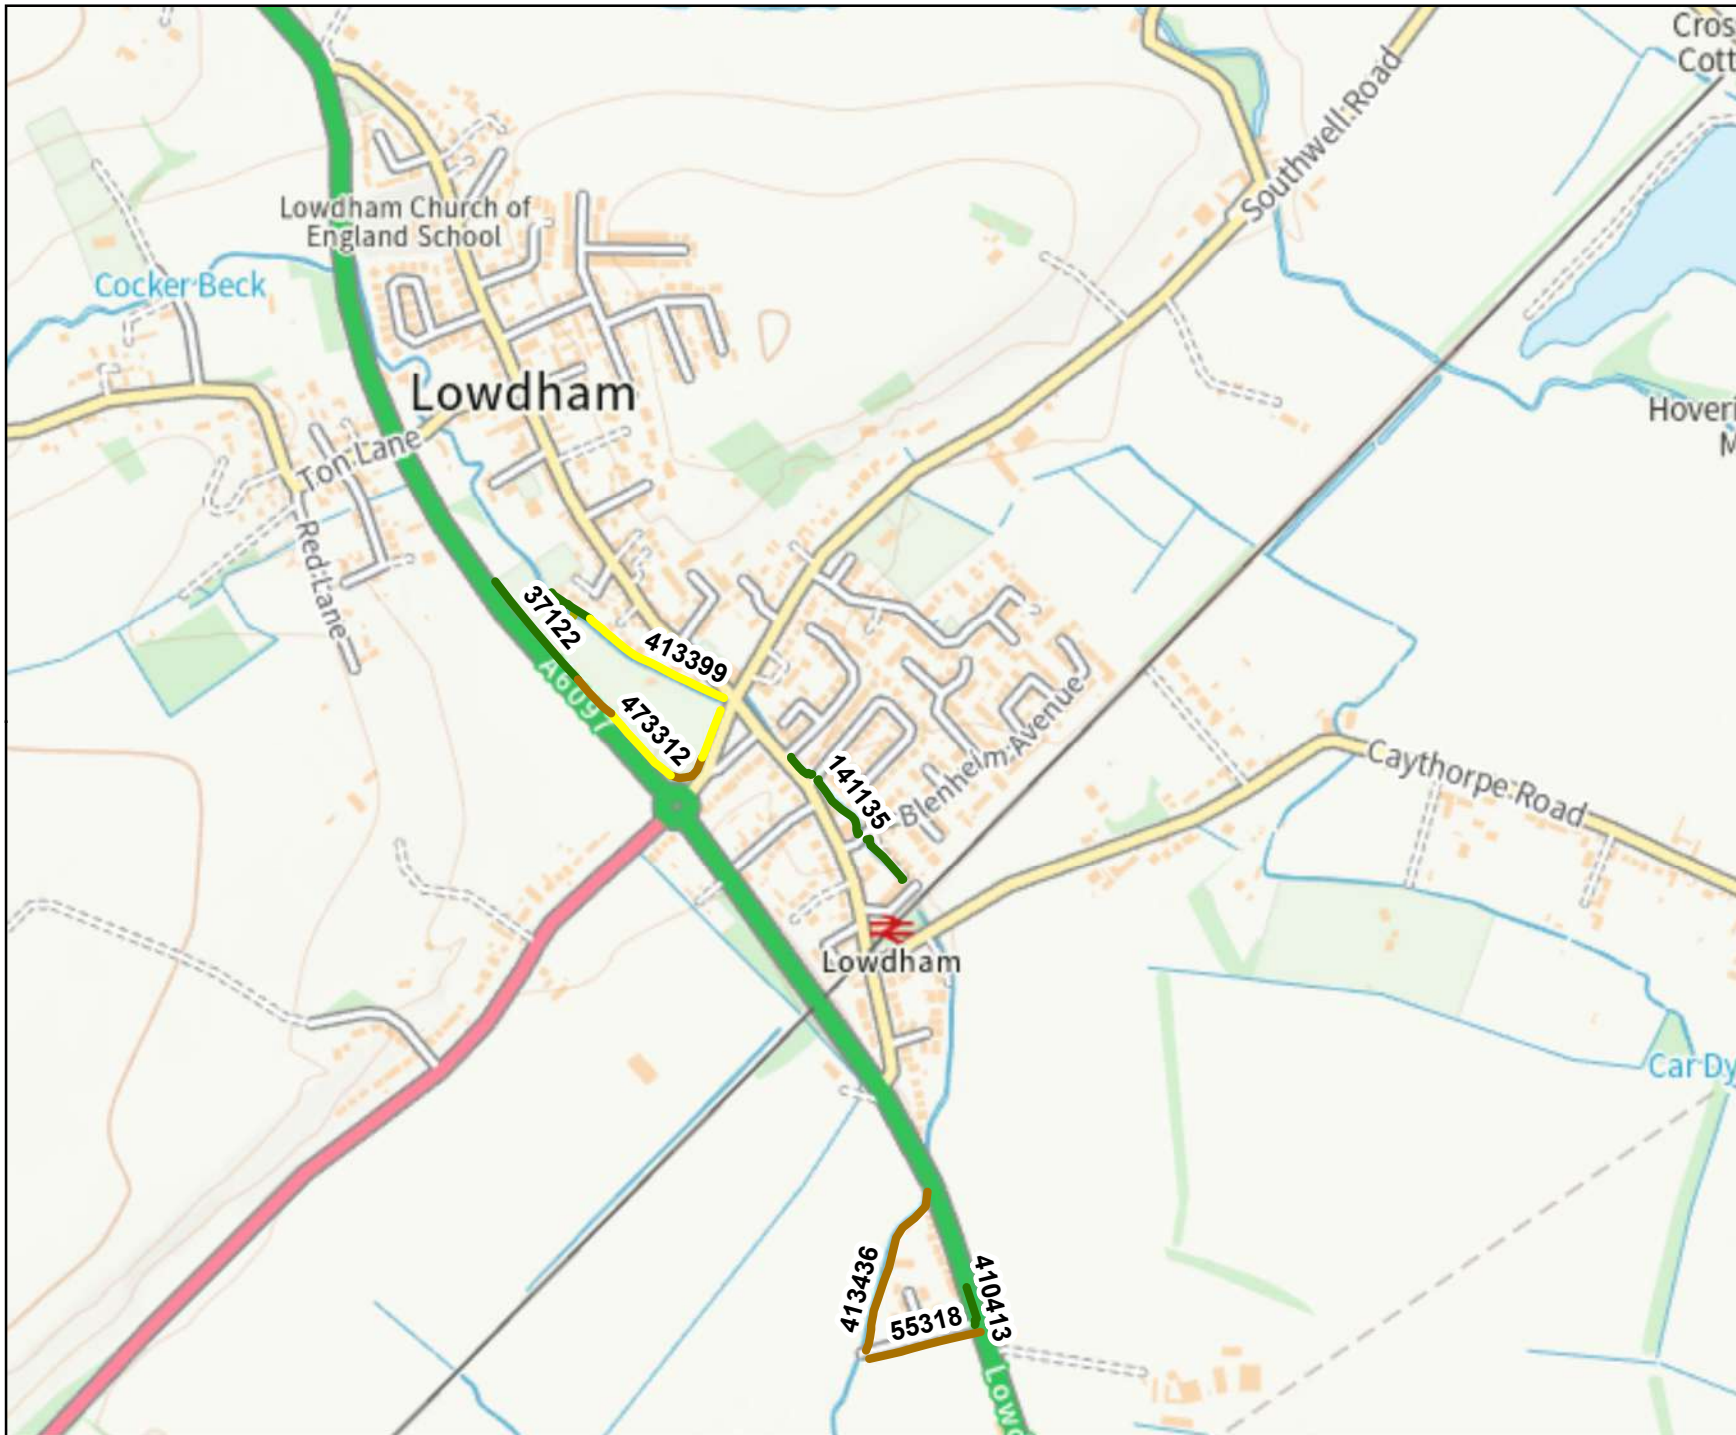 Cros
Cott
Southwell Road
Lowdham Church of
England School
Cocker Beck
Lowdham
Hoveri
M
Ton Lane
Red Lane
37122
413399
A6097
473312
141135
Blenheim Avenue
Caythorpe Road
Lowdham
Car Dy
413436
55318
410413
Lowd